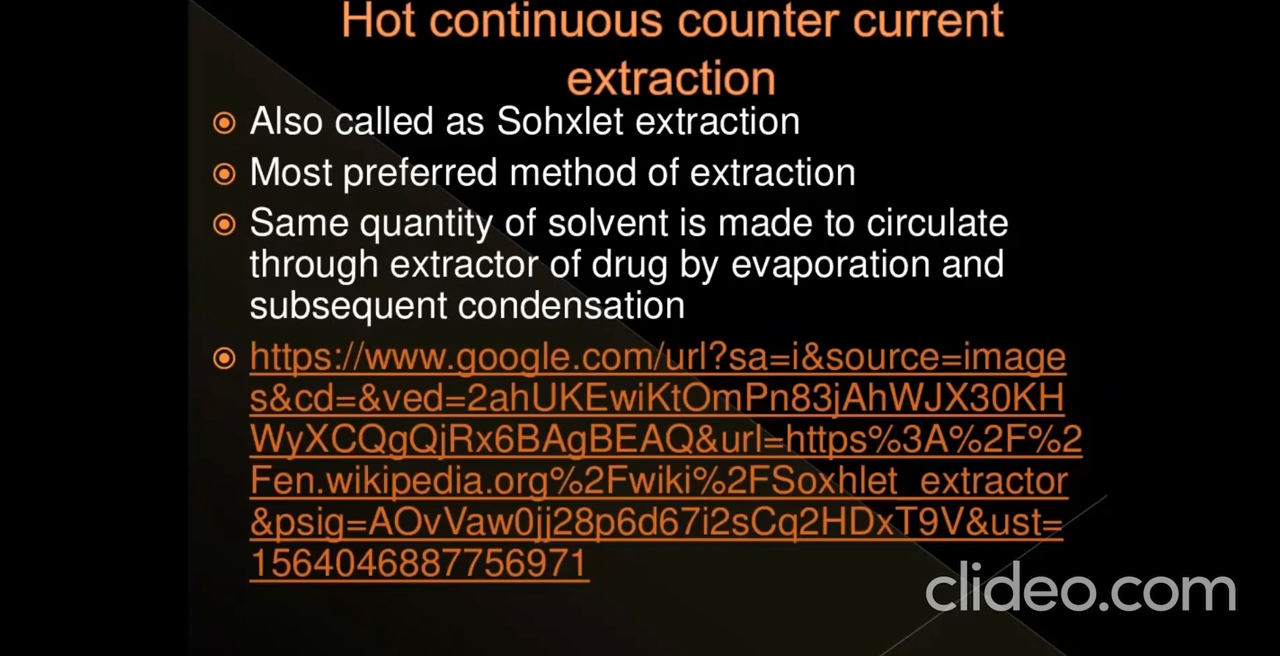 Hot continuous counter current
extraction
Also called as Sohxlet extraction
Most preferred method of extraction
Same quantity of solvent is made to circulate
through extractor of drug by evaporation and
subsequent condensation
https://www.google.com/url?sa=i&source=image
s&cd=&ved=2ahUKEwiKtOmPn83jAhWJX30KH
WyXCQgQjRx6BAgBEAQ&url=https%3A%2F%2
Fen.wikipedia.org%2Fwiki%2FSoxhlet_extractor
&psig=AOvVaw0jj28p6d67i2sCq2HDxT9V&ust=
1564046887756971
clideo.com